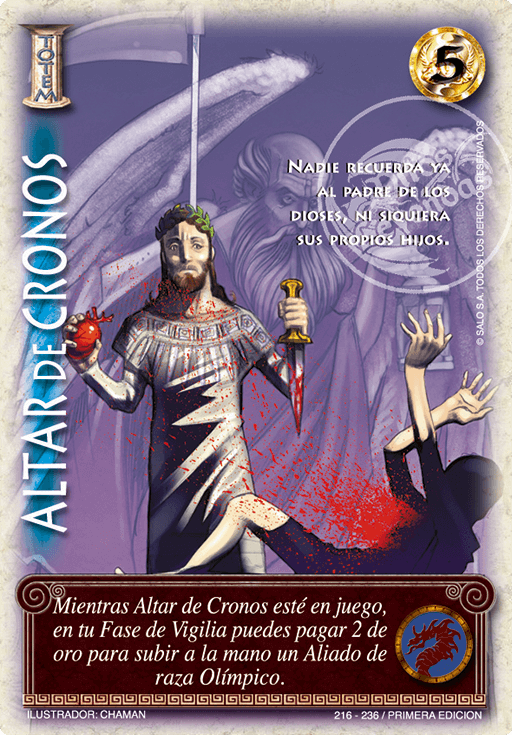 TOTEM
5
ALTAR DE CRONOS
NADIE RECUERDA YA
AL PADRE DE LOS
DIOSES, NI SIQUIERA
SUS PROPIOS HIJOS.
© SALO S.A. TODOS LOS DERECHOS RESERVADOS
Mientras Altar de Cronos esté en juego,
en tu Fase de Vigilia puedes pagar 2 de
oro para subir a la mano un Aliado de
raza Olímpico.
ILUSTRADOR: CHAMAN
216 - 236 / PRIMERA EDICION